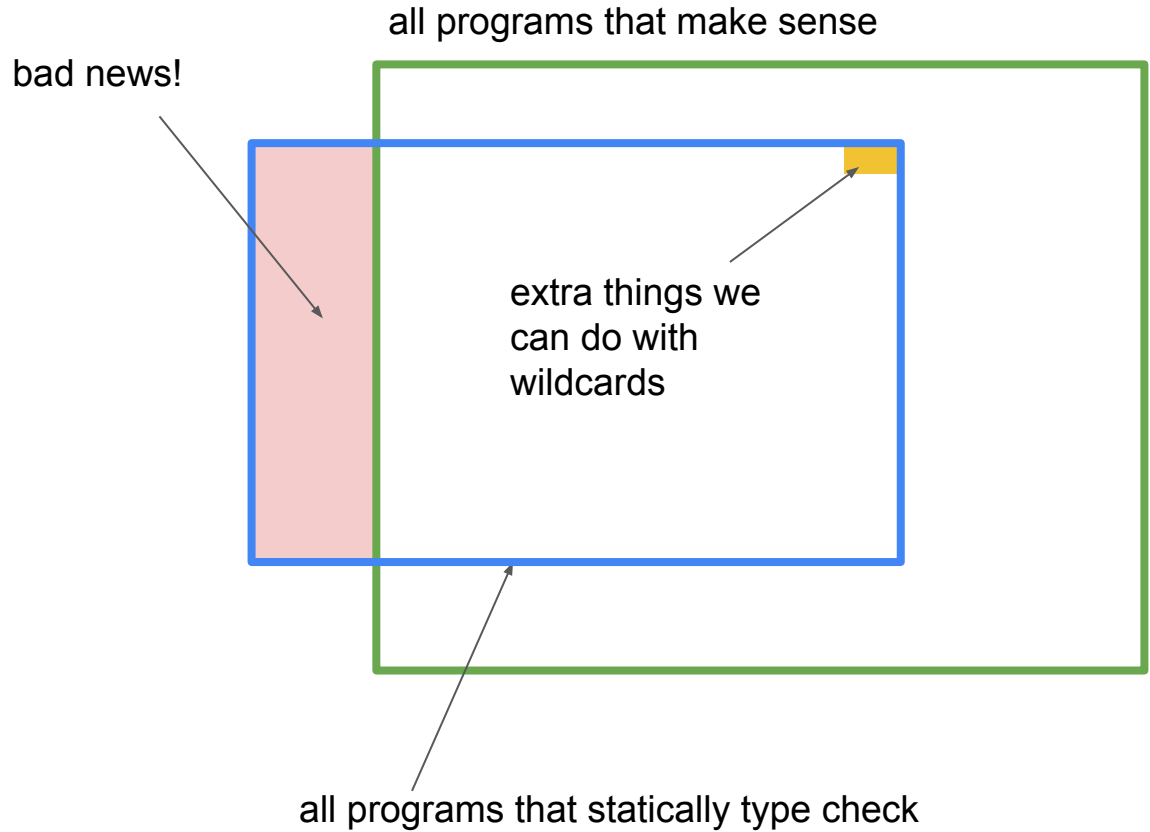 all programs that make sense
bad news!
extra things we
can do with
wildcards
all programs that statically type check